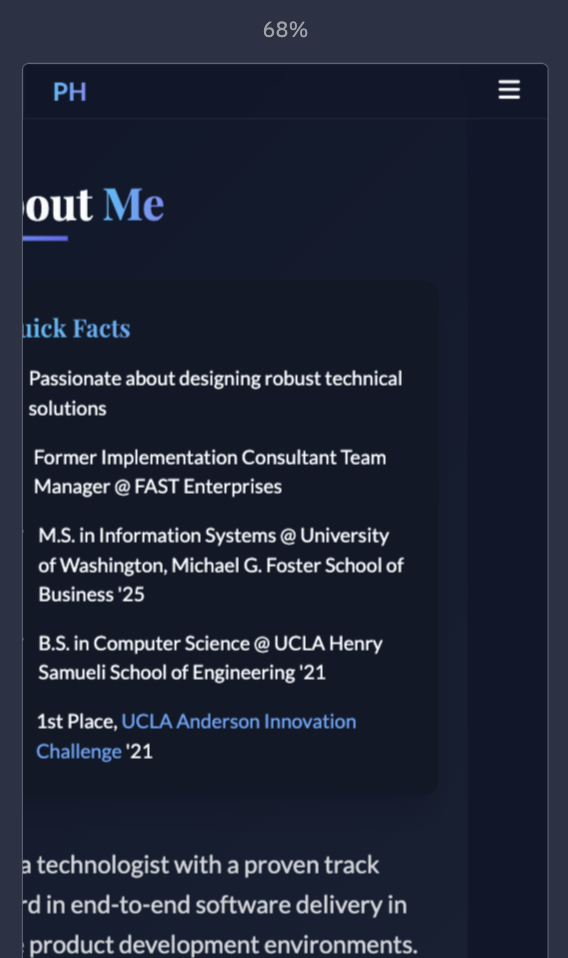 68%
PH
out Me
uick Facts
Passionate about designing robust technical
solutions
Former Implementation Consultant Team
Manager @ FAST Enterprises
M.S. in Information Systems @ University
of Washington, Michael G. Foster School of
Business '25
B.S. in Computer Science @ UCLA Henry
Samueli School of Engineering '21
1st Place, UCLA Anderson Innovation
Challenge '21
a technologist with a proven track
rd in end-to-end software delivery in
product development environments.